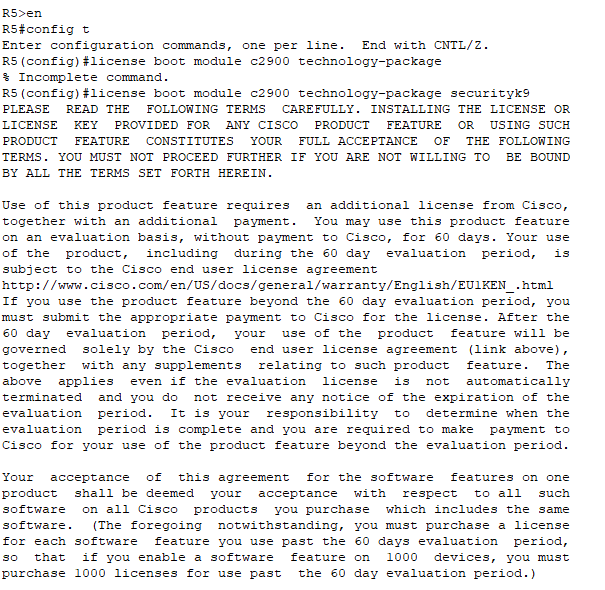 R5>en
R5#config t
Enter configuration commands, one per line.  End with CNTL/Z.
R5(config)#license boot module c2900 technology-package
% Incomplete command.
R5(config)#license boot module c2900 technology-package securityk9
PLEASE  READ THE  FOLLOWING TERMS  CAREFULLY. INSTALLING THE LICENSE OR
LICENSE  KEY  PROVIDED FOR  ANY CISCO  PRODUCT  FEATURE  OR  USING SUCH
PRODUCT  FEATURE  CONSTITUTES  YOUR  FULL ACCEPTANCE  OF  THE FOLLOWING
TERMS. YOU MUST NOT PROCEED FURTHER IF YOU ARE NOT WILLING TO  BE BOUND
BY ALL THE TERMS SET FORTH HEREIN.

Use of this product feature requires  an additional license from Cisco,
together with an additional  payment.  You may use this product feature
on an evaluation basis, without payment to Cisco, for 60 days. Your use
of the  product,  including  during the 60 day  evaluation  period,  is
subject to the Cisco end user license agreement
http://www.cisco.com/en/US/docs/general/warranty/English/EU1KEN_.html
If you use the product feature beyond the 60 day evaluation period, you
must submit the appropriate payment to Cisco for the license. After the
60 day  evaluation  period,  your  use of the  product  feature will be
governed  solely by the Cisco  end user license agreement (link above),
together  with any supplements  relating to such product  feature.  The
above  applies  even if the evaluation  license  is  not  automatically
terminated  and you do  not receive any notice of the expiration of the
evaluation  period.  It is your  responsibility  to  determine when the
evaluation  period is complete and you are required to make  payment to
Cisco for your use of the product feature beyond the evaluation period.

Your  acceptance  of  this agreement  for the software  features on one
product  shall be deemed  your  acceptance  with  respect  to all  such
software  on all Cisco  products  you purchase  which includes the same
software.  (The foregoing  notwithstanding, you must purchase a license
for each software  feature you use past the 60 days evaluation  period,
so  that  if you enable a software  feature on  1000  devices, you must
purchase 1000 licenses for use past  the 60 day evaluation period.)